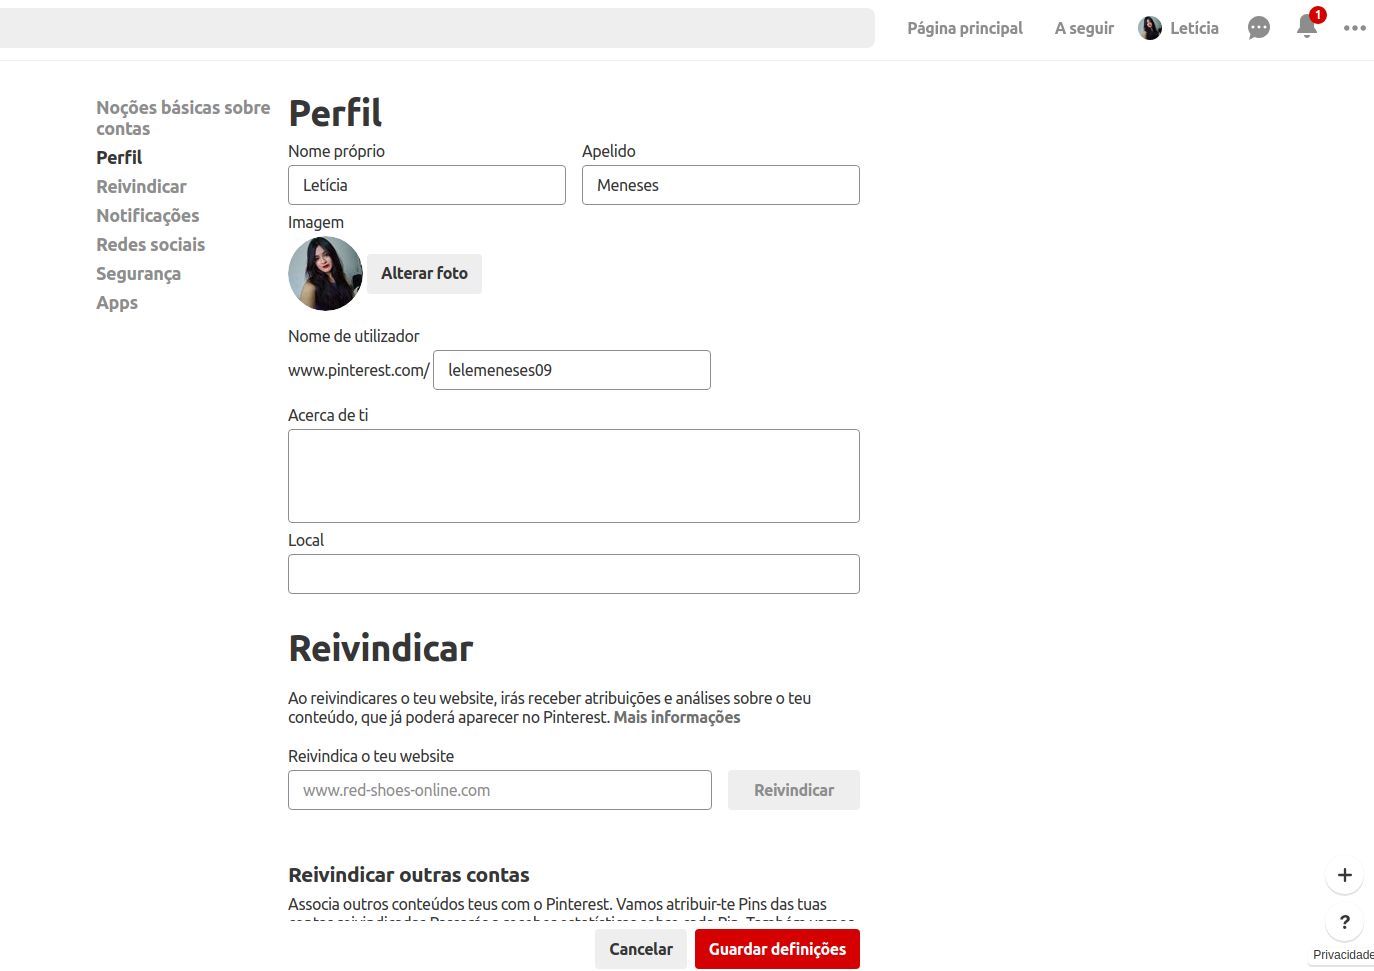 Página principal
A seguir
Letícia
1
Noções básicas sobre
contas
Perfil
Reivindicar
Notificações
Redes sociais
Segurança
Apps
Perfil
Nome próprio
Apelido
Letícia
Meneses
Imagem
Alterar foto
Nome de utilizador
www.pinterest.com/
lelemeneses09
Acerca de ti
Local
Reivindicar
Ao reivindicares o teu website, irás receber atribuições e análises sobre o teu
conteúdo, que já poderá aparecer no Pinterest. Mais informações
Reivindica o teu website
www.red-shoes-online.com
Reivindicar
Reivindicar outras contas
Associa outros conteúdos teus com o Pinterest. Vamos atribuir-te Pins das tuas
Cancelar
Guardar definições
+
?
Privacidade